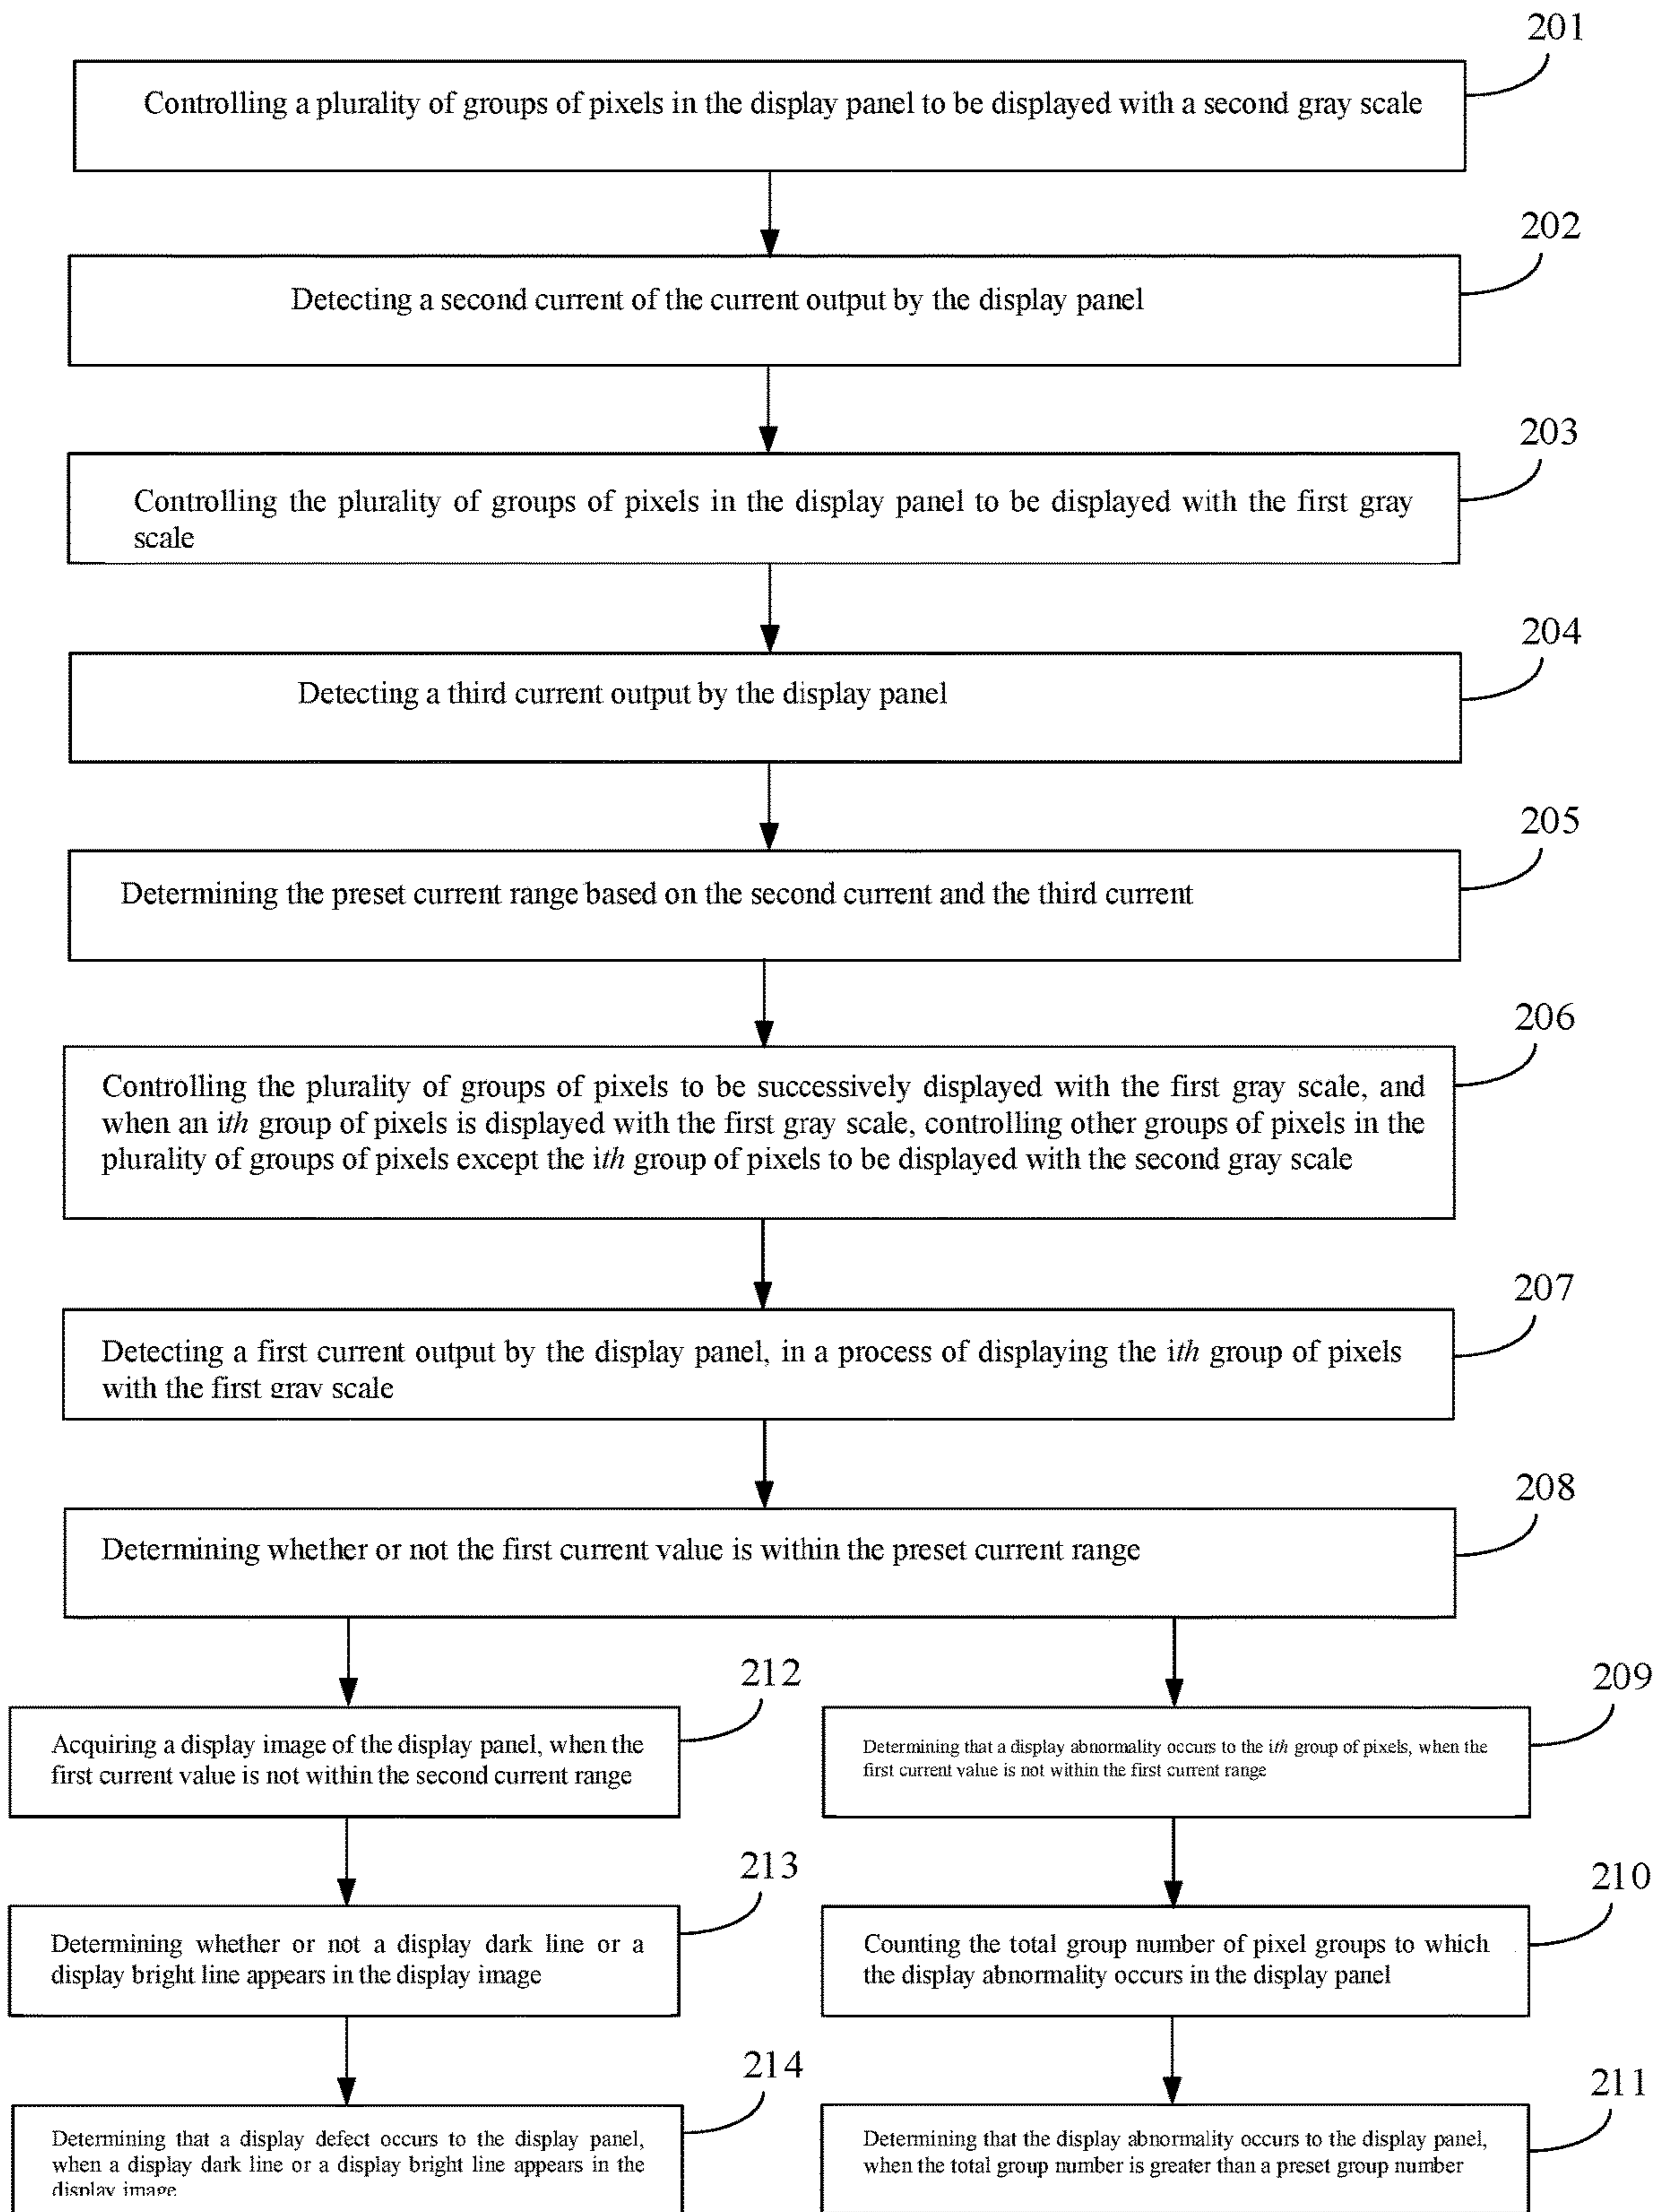 201
Controlling a plurality of groups of pixels in the display panel to be displayed with a second gray scale
202
Detecting a second current of the current output by the display panel
203
Controlling the plurality of groups of pixels in the display panel to be displayed with the first gray
scale
204
Detecting a third current output by the display panel
205
Determining the preset current range based on the second current and the third current
206
Controlling the plurality of groups of pixels to be successively displayed with the first gray scale, and
when an ith group of pixels is displayed with the first gray scale, controlling other groups of pixels in the
plurality of groups of pixels except the ith group of pixels to be displayed with the second gray scale
207
Detecting a first current output by the display panel, in a process of displaying the ith group of pixels
with the first gray scale
208
Determining whether or not the first current value is within the preset current range
212
Acquiring a display image of the display panel, when the
first current value is not within the second current range
209
Determining that a display abnormality occurs to the ith group of pixels, when the
first current value is not within the first current range
213
Determining whether or not a display dark line or a
display bright line appears in the display image
210
Counting the total group number of pixel groups to which
the display abnormality occurs in the display panel
214
Determining that a display defect occurs to the display panel,
when a display dark line or a display bright line appears in the
display image
211
Determining that the display abnormality occurs to the display panel,
when the total group number is greater than a preset group number